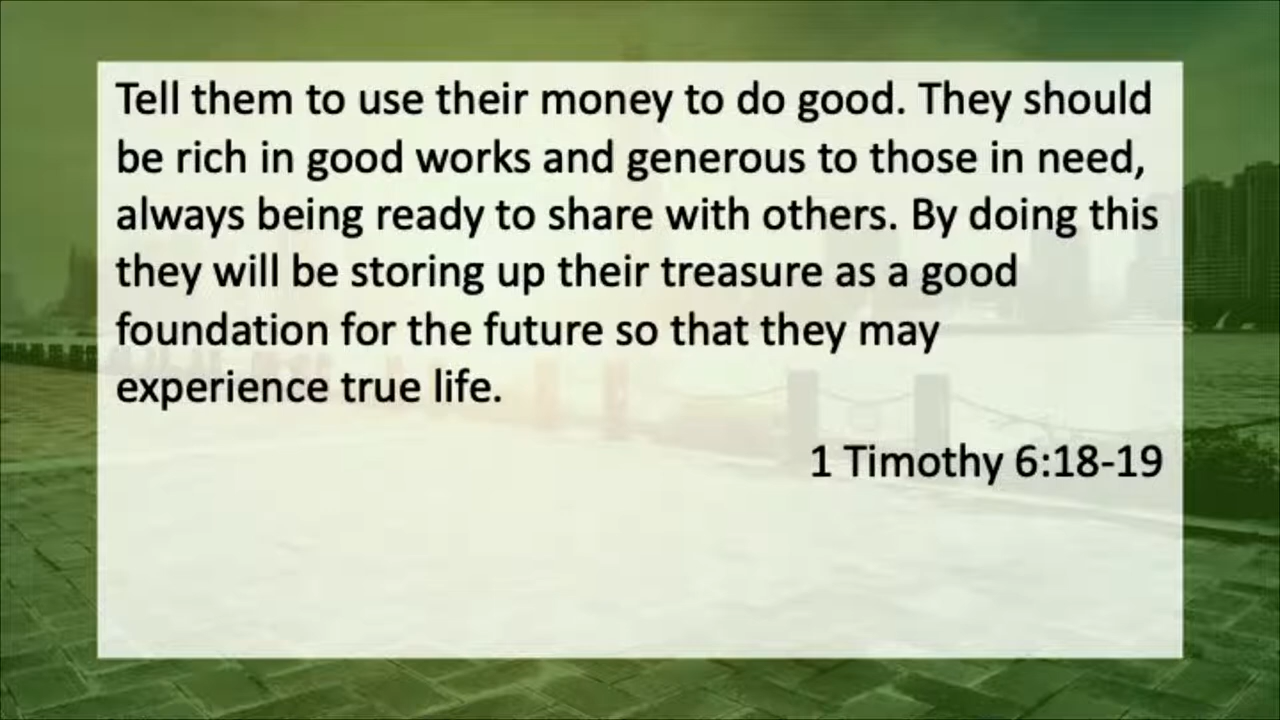 Tell them to use their money to do good. They should
be rich in good works and generous to those in need,
always being ready to share with others. By doing this
they will be storing up their treasure as a good
foundation for the future so that they may
experience true life.
1 Timothy 6:18-19